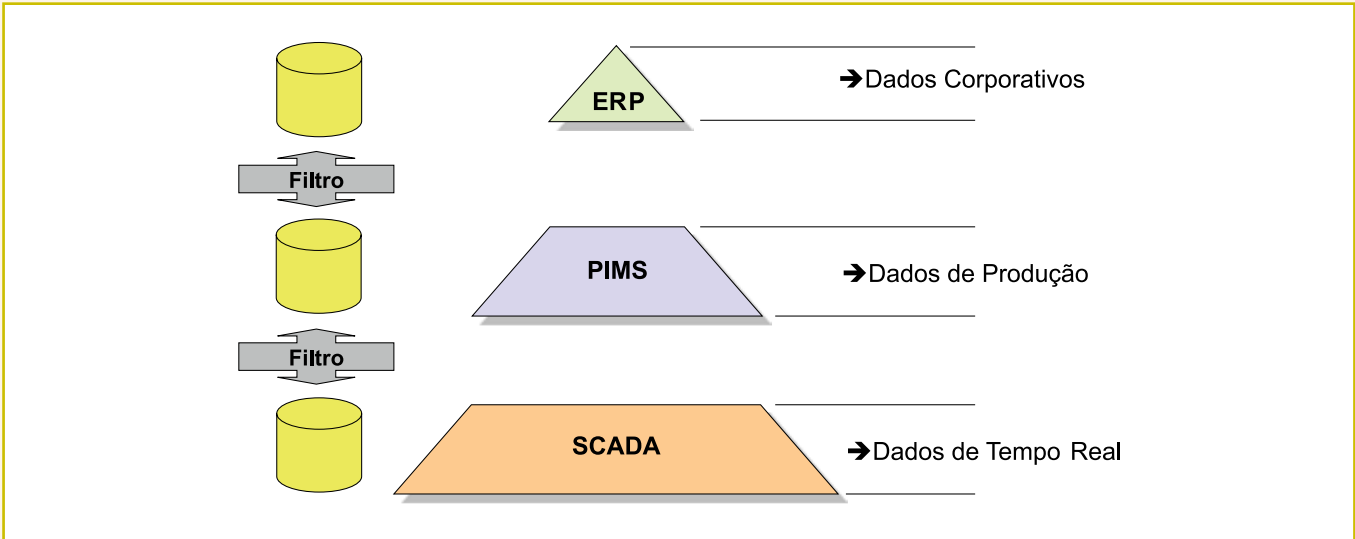 ERP
➔Dados Corporativos
Filtro
PIMS
➔Dados de Produção
Filtro
SCADA
➔Dados de Tempo Real